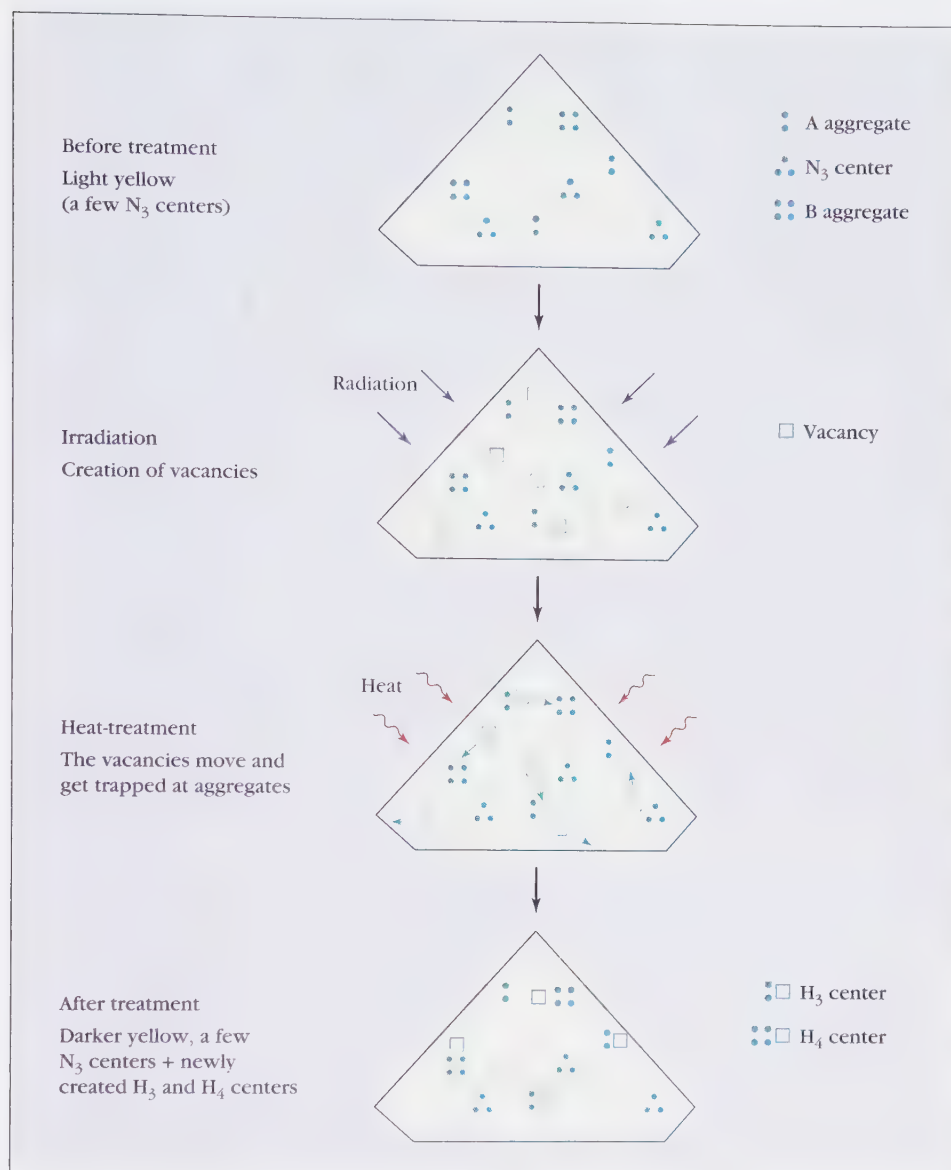 Before treatment
Light yellow
(a few N₃ centers)
A aggregate
N₃ center
B aggregate
Radiation
Irradiation
Creation of vacancies
Vacancy
Heat
Heat-treatment
The vacancies move and
get trapped at aggregates
After treatment
Darker yellow, a few
N₃ centers + newly
created H₃ and H₄ centers
H₃ center
H₄ center